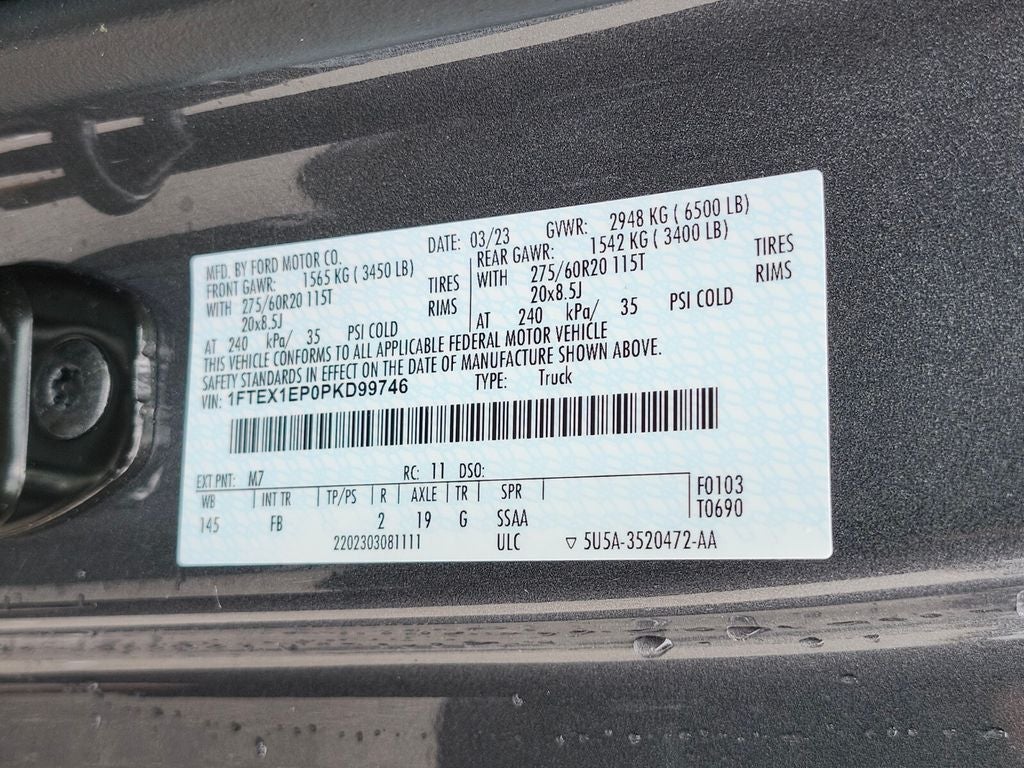 MFD. BY FORD MOTOR CO. DATE: 03/23 GVWR: 2948 KG ( 6500 LB)
FRONT GAWR: 1565 KG ( 3450 LB) REAR GAWR: 1542 KG ( 3400 LB)
WITH 275/60R20 115T TIRES WITH 275/60R20 115T TIRES
20x8.5J RIMS 20x8.5J RIMS
AT 240 kPa/ 35 PSI COLD AT 240 kPa/ 35 PSI COLD
THIS VEHICLE CONFORMS TO ALL APPLICABLE FEDERAL MOTOR VEHICLE
SAFETY STANDARDS IN EFFECT ON THE DATE OF MANUFACTURE SHOWN ABOVE.
VIN: 1FTEX1EP0PKD99746 TYPE: Truck
EXT PNT: M7 RC: 11 DSO:
WB INT TR TP/PS R AXLE TR SPR F0103
145 FB 2 19 G SSAA T0690
2202303081111 ULC ▽ 5U5A-3520472-AA